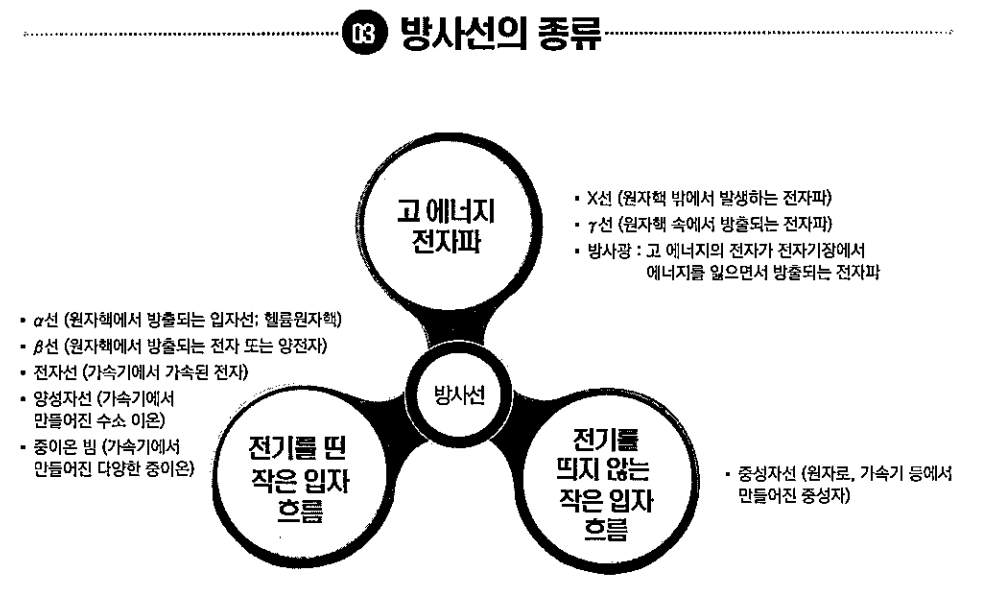 03 방사선의 종류
고 에너지
전자파
▪ X선 (원자핵 밖에서 발생하는 전자파)
▪ γ선 (원자핵 속에서 방출되는 전자파)
▪ 방사광 : 고 에너지의 전자가 전자기장에서
에너지를 잃으면서 방출되는 전자파
▪ α선 (원자핵에서 방출되는 입자선; 헬륨원자핵)
▪ β선 (원자핵에서 방출되는 전자 또는 양전자)
▪ 전자선 (가속기에서 가속된 전자)
▪ 양성자선 (가속기에서
만들어진 수소 이온)
▪ 중이온 빔 (가속기에서
만들어진 다양한 중이온)
방사선
전기를 띤
작은 입자
흐름
전기를
띄지 않는
작은 입자
흐름
▪ 중성자선 (원자로, 가속기 등에서
만들어진 중성자)